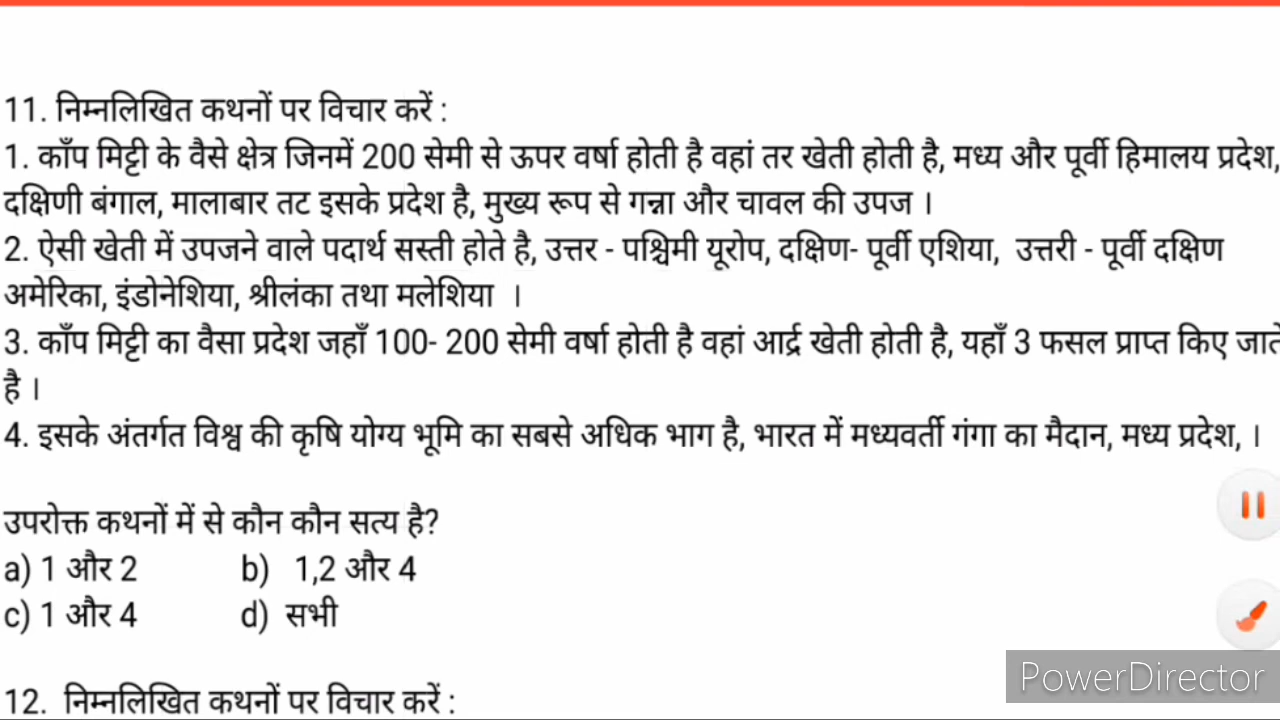 11. निम्नलिखित कथनों पर विचार करें :
1. काँप मिट्टी के वैसे क्षेत्र जिनमें 200 सेमी से ऊपर वर्षा होती है वहां तर खेती होती है, मध्य और पूर्वी हिमालय प्रदेश,
दक्षिणी बंगाल, मालाबार तट इसके प्रदेश है, मुख्य रूप से गन्ना और चावल की उपज ।
2. ऐसी खेती में उपजने वाले पदार्थ सस्ती होते है, उत्तर - पश्चिमी यूरोप, दक्षिण- पूर्वी एशिया, उत्तरी - पूर्वी दक्षिण
अमेरिका, इंडोनेशिया, श्रीलंका तथा मलेशिया ।
3. काँप मिट्टी का वैसा प्रदेश जहाँ 100- 200 सेमी वर्षा होती है वहां आर्द्र खेती होती है, यहाँ 3 फसल प्राप्त किए जाते
है ।
4. इसके अंतर्गत विश्व की कृषि योग्य भूमि का सबसे अधिक भाग है, भारत में मध्यवर्ती गंगा का मैदान, मध्य प्रदेश, ।
उपरोक्त कथनों में से कौन कौन सत्य है?
a) 1 और 2 b) 1,2 और 4
c) 1 और 4 d) सभी
12. निम्नलिखित कथनों पर विचार करें :
PowerDirector